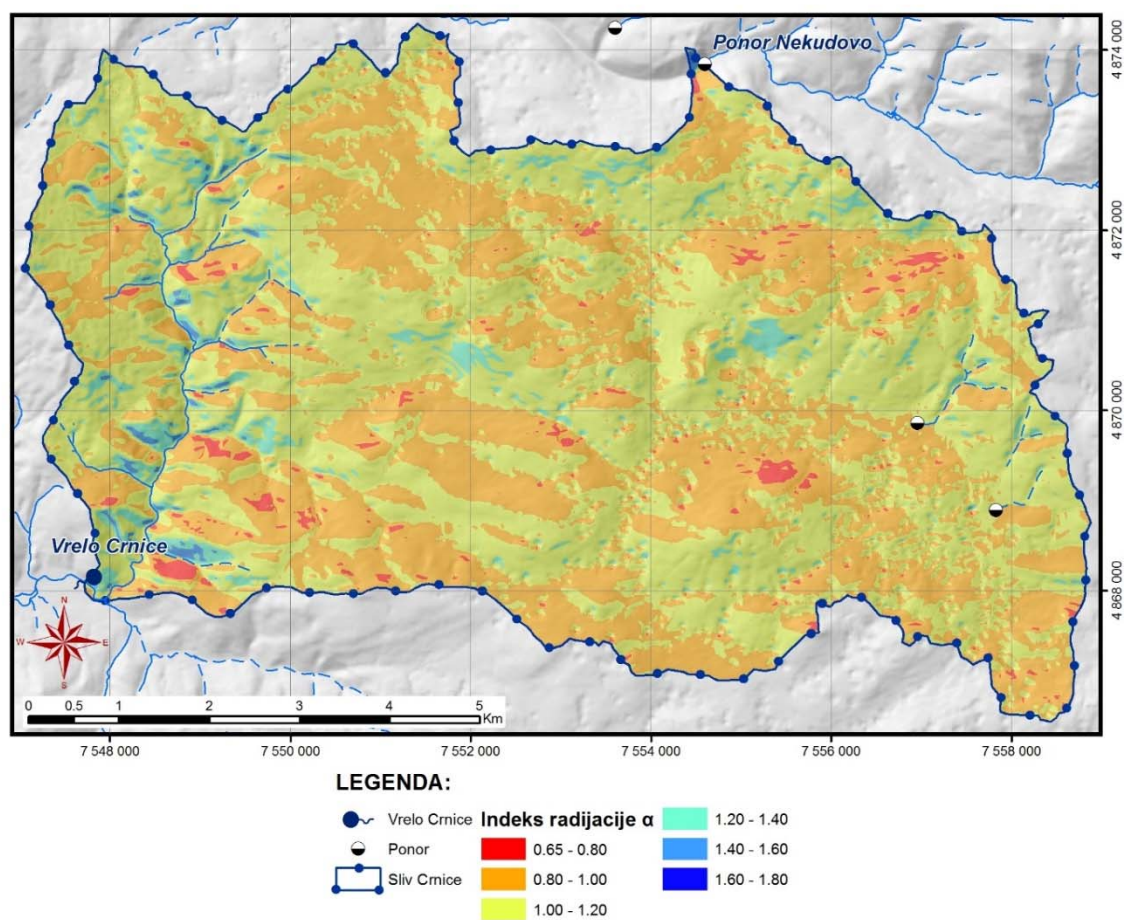 Ponor Nekudovo
4 874 000
4 872 000
4 870 000
Vrelo Crnice
4 868 000
N
W
E
S
0 0.5 1 2 3 4 5
Km
7 548 000 7 550 000 7 552 000 7 554 000 7 556 000 7 558 000
LEGENDA:
Vrelo Crnice
Ponor
Sliv Crnice
Indeks radijacije α
0.65 - 0.80
0.80 - 1.00
1.00 - 1.20
1.20 - 1.40
1.40 - 1.60
1.60 - 1.80